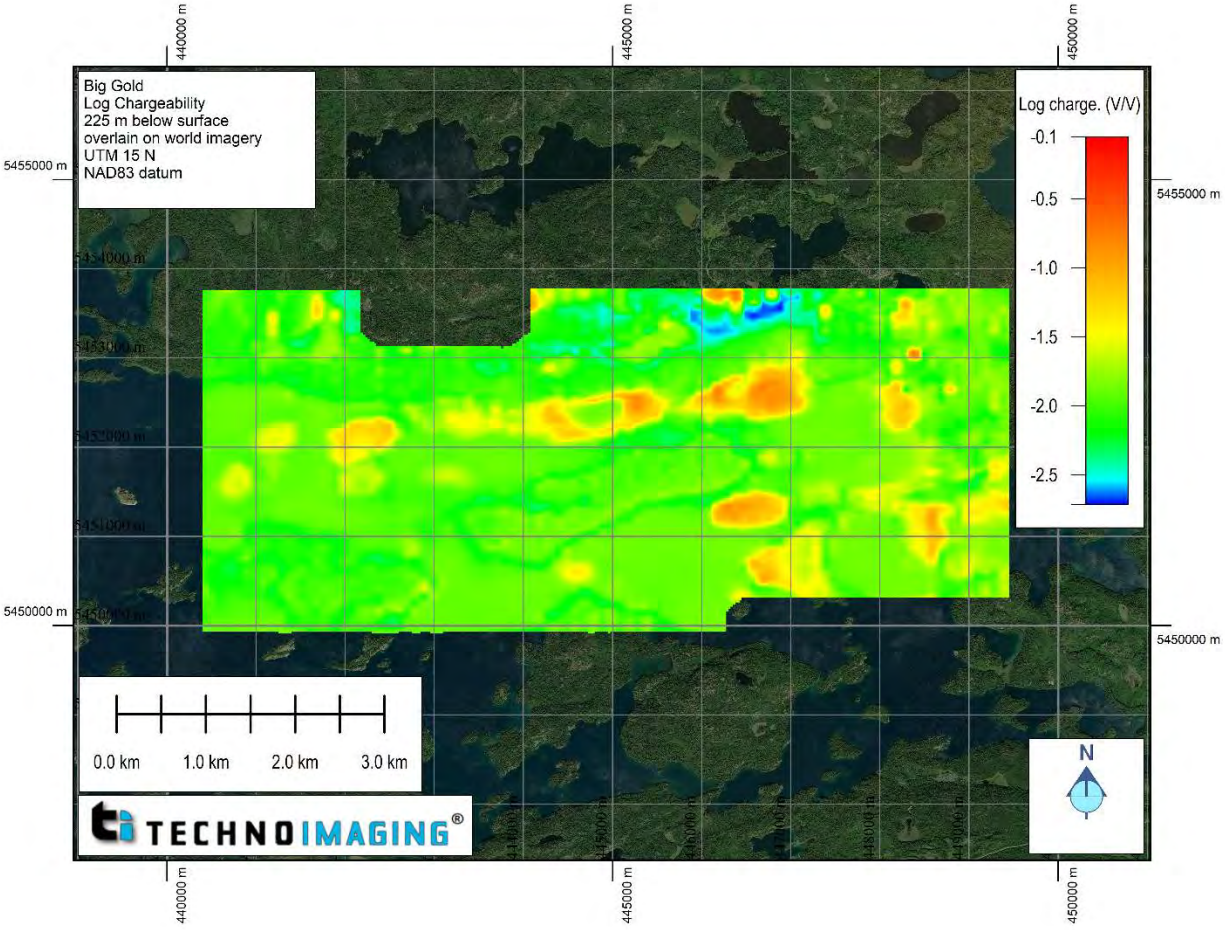 440000 m
445000 m
450000 m
Big Gold
Log Chargeability
225 m below surface
overlain on world imagery
UTM 15 N
NAD83 datum
Log charge. (V/V)
-0.1
-0.5
-1.0
-1.5
-2.0
-2.5
5455000 m
5455000 m
5454000 m
5453000 m
5452000 m
5451000 m
5450000 m
5450000 m
5450000 m
0.0 km 1.0 km 2.0 km 3.0 km
N
ti TECHNOIMAGING®
444000 m
445000 m
446000 m
447000 m
448000 m
449000 m
440000 m
445000 m
450000 m